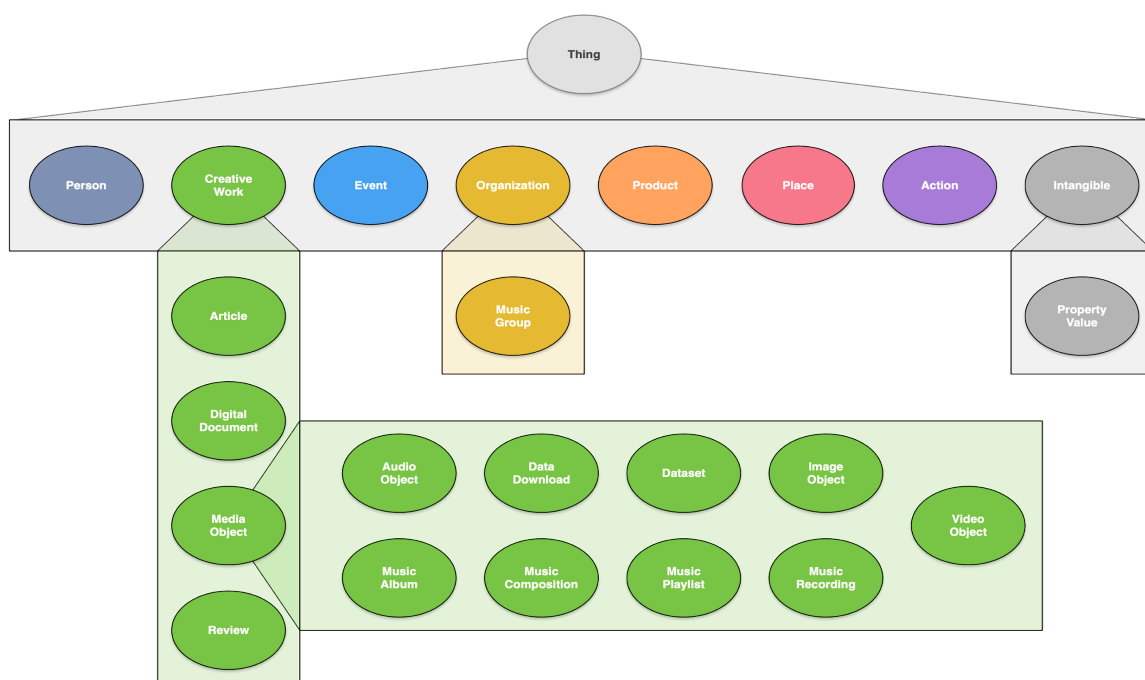 Thing
Person
Creative
Work
Event
Organization
Product
Place
Action
Intangible
Article
Music
Group
Property
Value
Digital
Document
Audio
Object
Data
Download
Dataset
Image
Object
Media
Object
Video
Object
Music
Album
Music
Composition
Music
Playlist
Music
Recording
Review